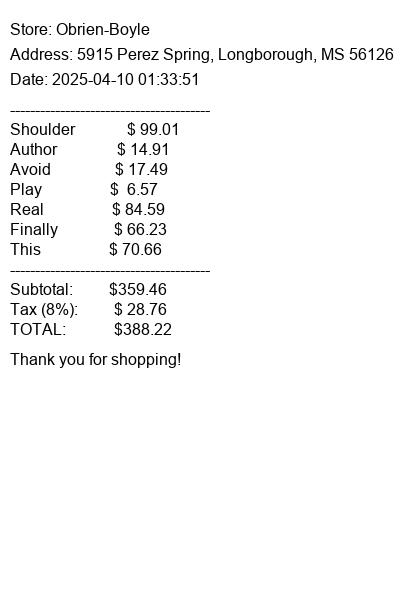 Store: Obrien-Boyle
Address: 5915 Perez Spring, Longborough, MS 56126
Date: 2025-04-10 01:33:51
----------------------------------------
Shoulder $ 99.01
Author $ 14.91
Avoid $ 17.49
Play $ 6.57
Real $ 84.59
Finally $ 66.23
This $ 70.66
----------------------------------------
Subtotal: $359.46
Tax (8%): $ 28.76
TOTAL: $388.22
Thank you for shopping!